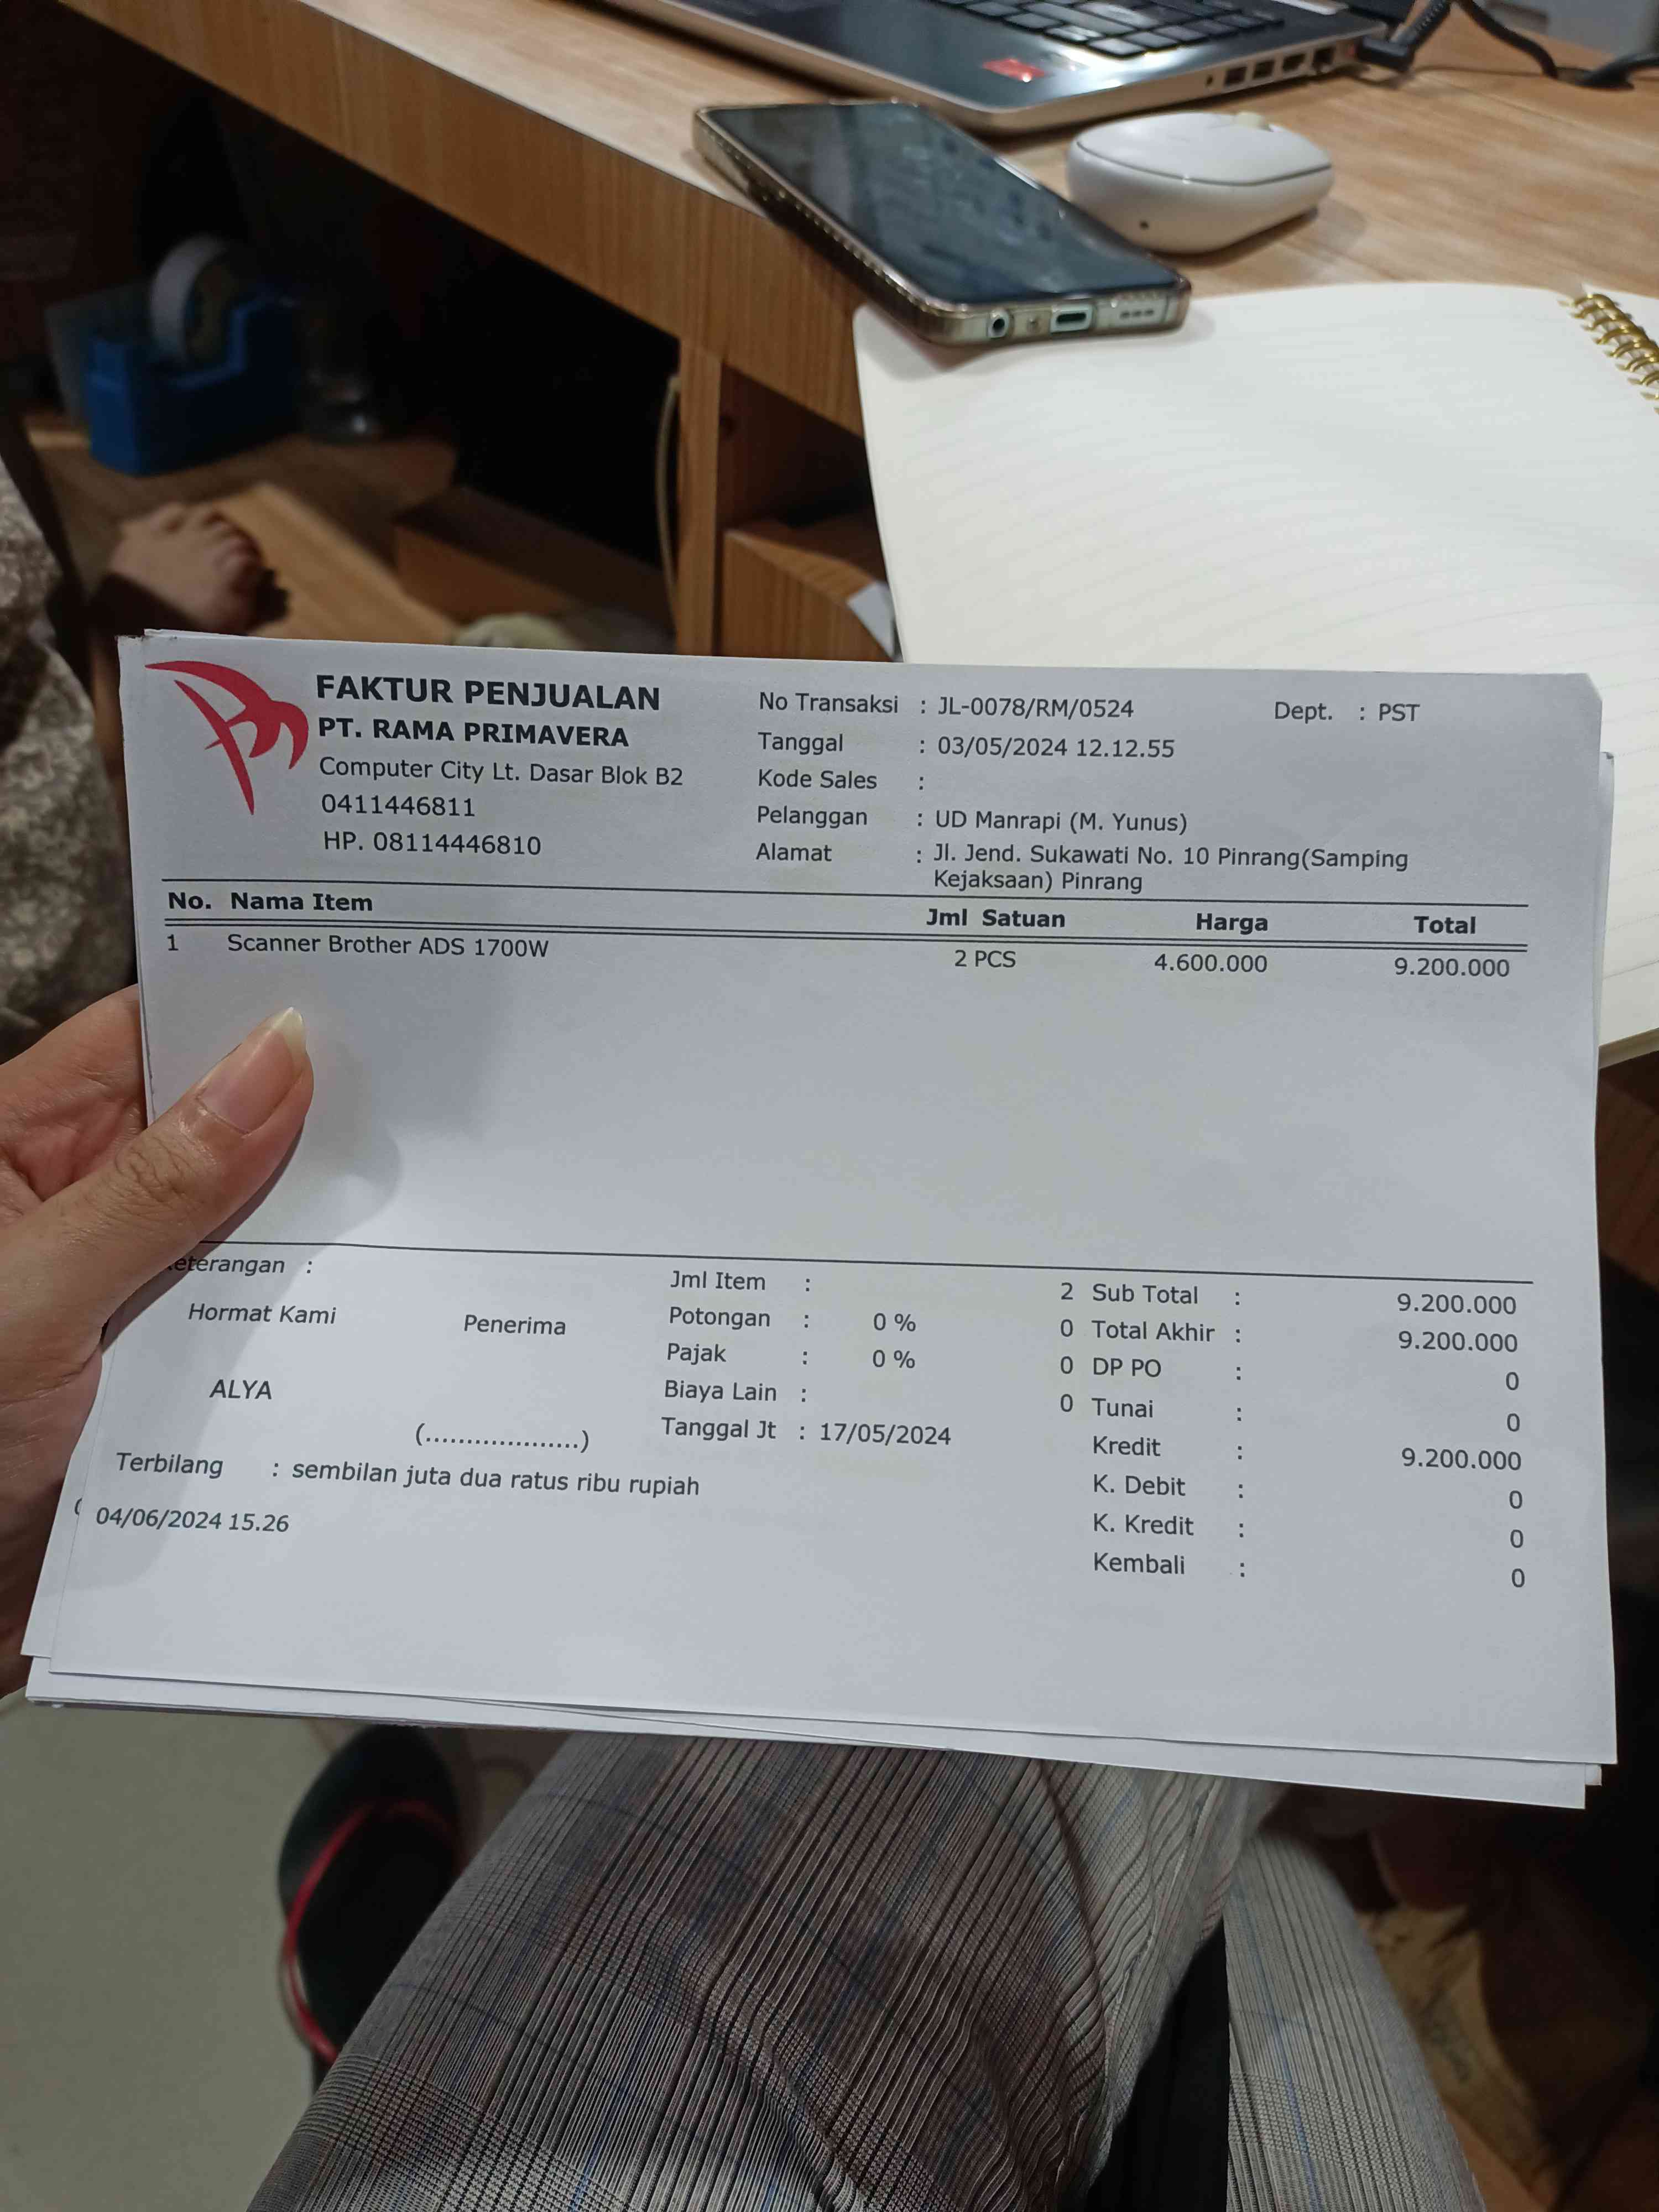 FAKTUR PENJUALAN
PT. RAMA PRIMAVERA
Computer City Lt. Dasar Blok B2
0411446811
HP. 08114446810
No Transaksi : JL-0078/RM/0524 Dept. : PST
Tanggal : 03/05/2024 12.12.55
Kode Sales :
Pelanggan : UD Manrapi (M. Yunus)
Alamat : Jl. Jend. Sukawati No. 10 Pinrang(Samping
Kejaksaan) Pinrang
No. Nama Item Jml Satuan Harga Total
1 Scanner Brother ADS 1700W 2 PCS 4.600.000 9.200.000
eterangan :
Hormat Kami Penerima
ALYA
(...................)
Jml Item : 2
Potongan : 0 % 0
Pajak : 0 % 0
Biaya Lain : 0
Tanggal Jt : 17/05/2024
Sub Total : 9.200.000
Total Akhir : 9.200.000
DP PO : 0
Tunai : 0
Kredit : 9.200.000
K. Debit : 0
K. Kredit : 0
Kembali : 0
Terbilang : sembilan juta dua ratus ribu rupiah
04/06/2024 15.26